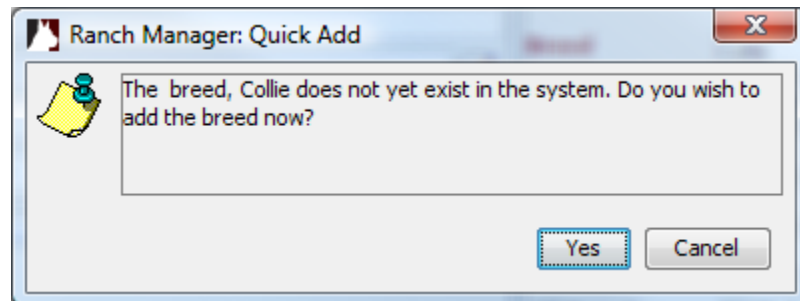 Ranch Manager: Quick Add
The  breed, Collie does not yet exist in the system. Do you wish to
add the breed now?
Yes
Cancel